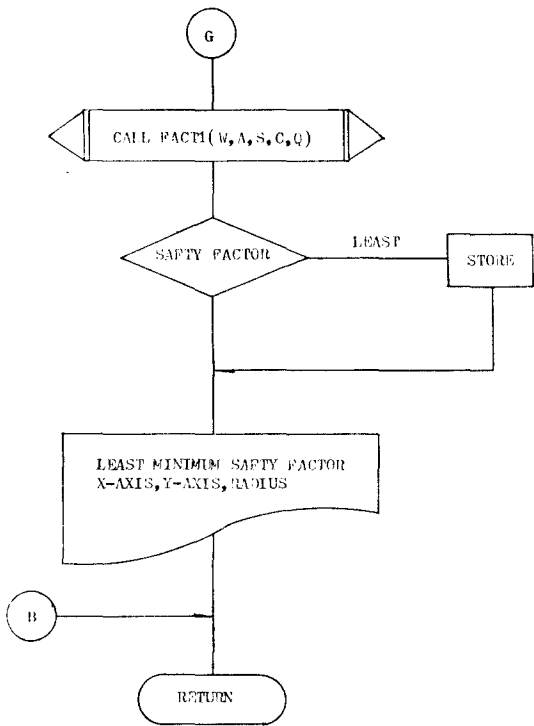 G
CALL FACT1(W,A,S,C,Q)
SAFTY FACTOR
LEAST
STORE
LEAST MINIMUM SAFTY FACTOR
X-AXIS,Y-AXIS,RADIUS
B
RETURN